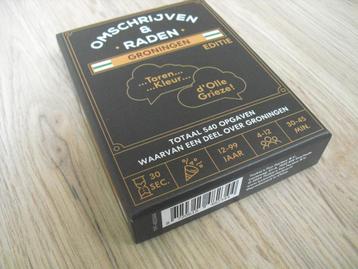 OMSCHRIJVEN
&
RADEN
GRONINGEN
EDITIE
...Toren...
...Kleur...
d'Olle
Grieze!
TOTAAL 540 OPGAVEN
WAARVAN EEN DEEL OVER GRONINGEN
30
SEC.
12-99
JAAR
4-12
30-45
MIN.